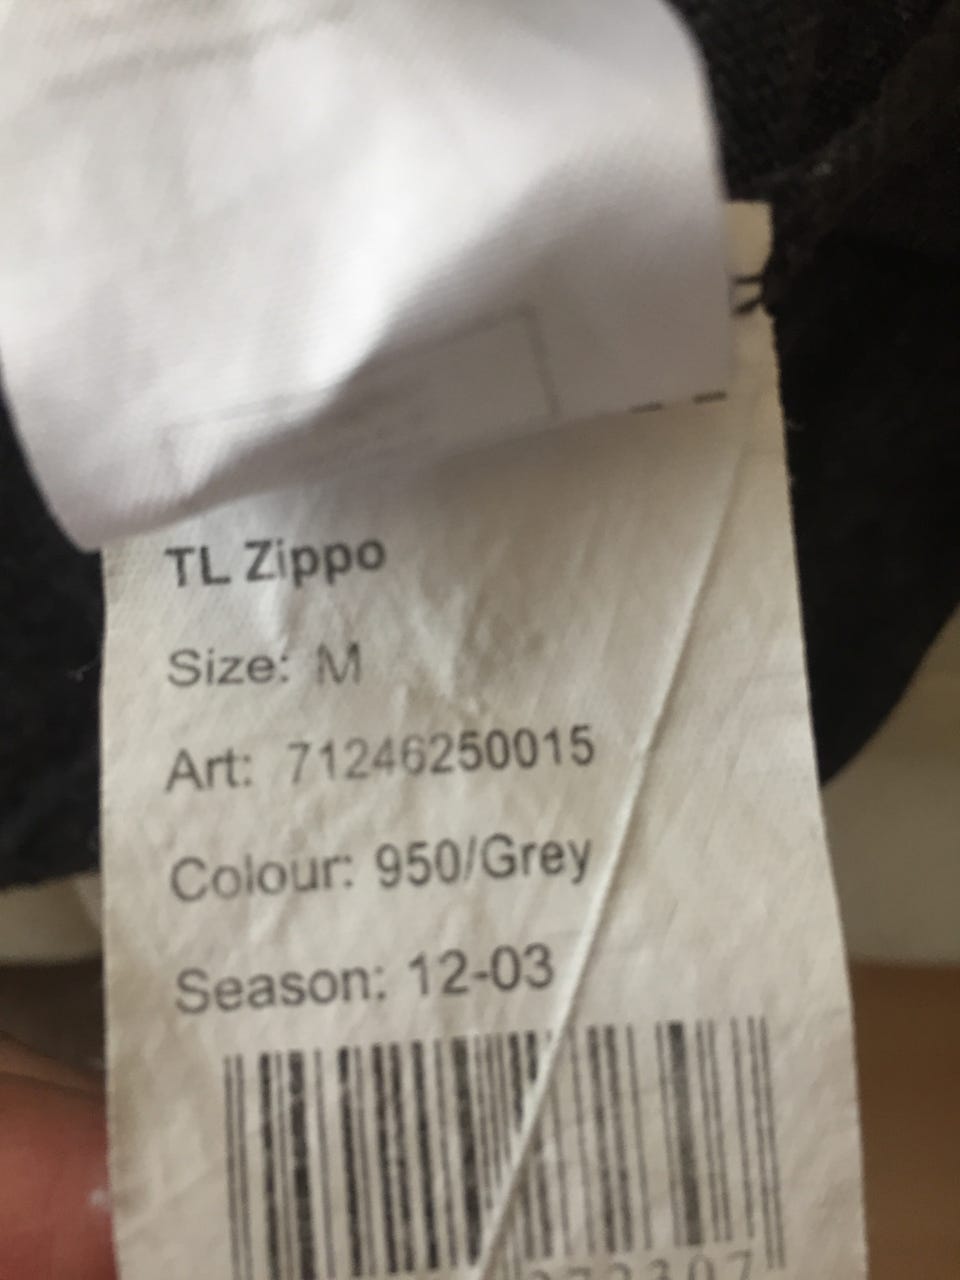 TL Zippo
Size: M
Art: 71246250015
Colour: 950/Grey
Season: 12-03